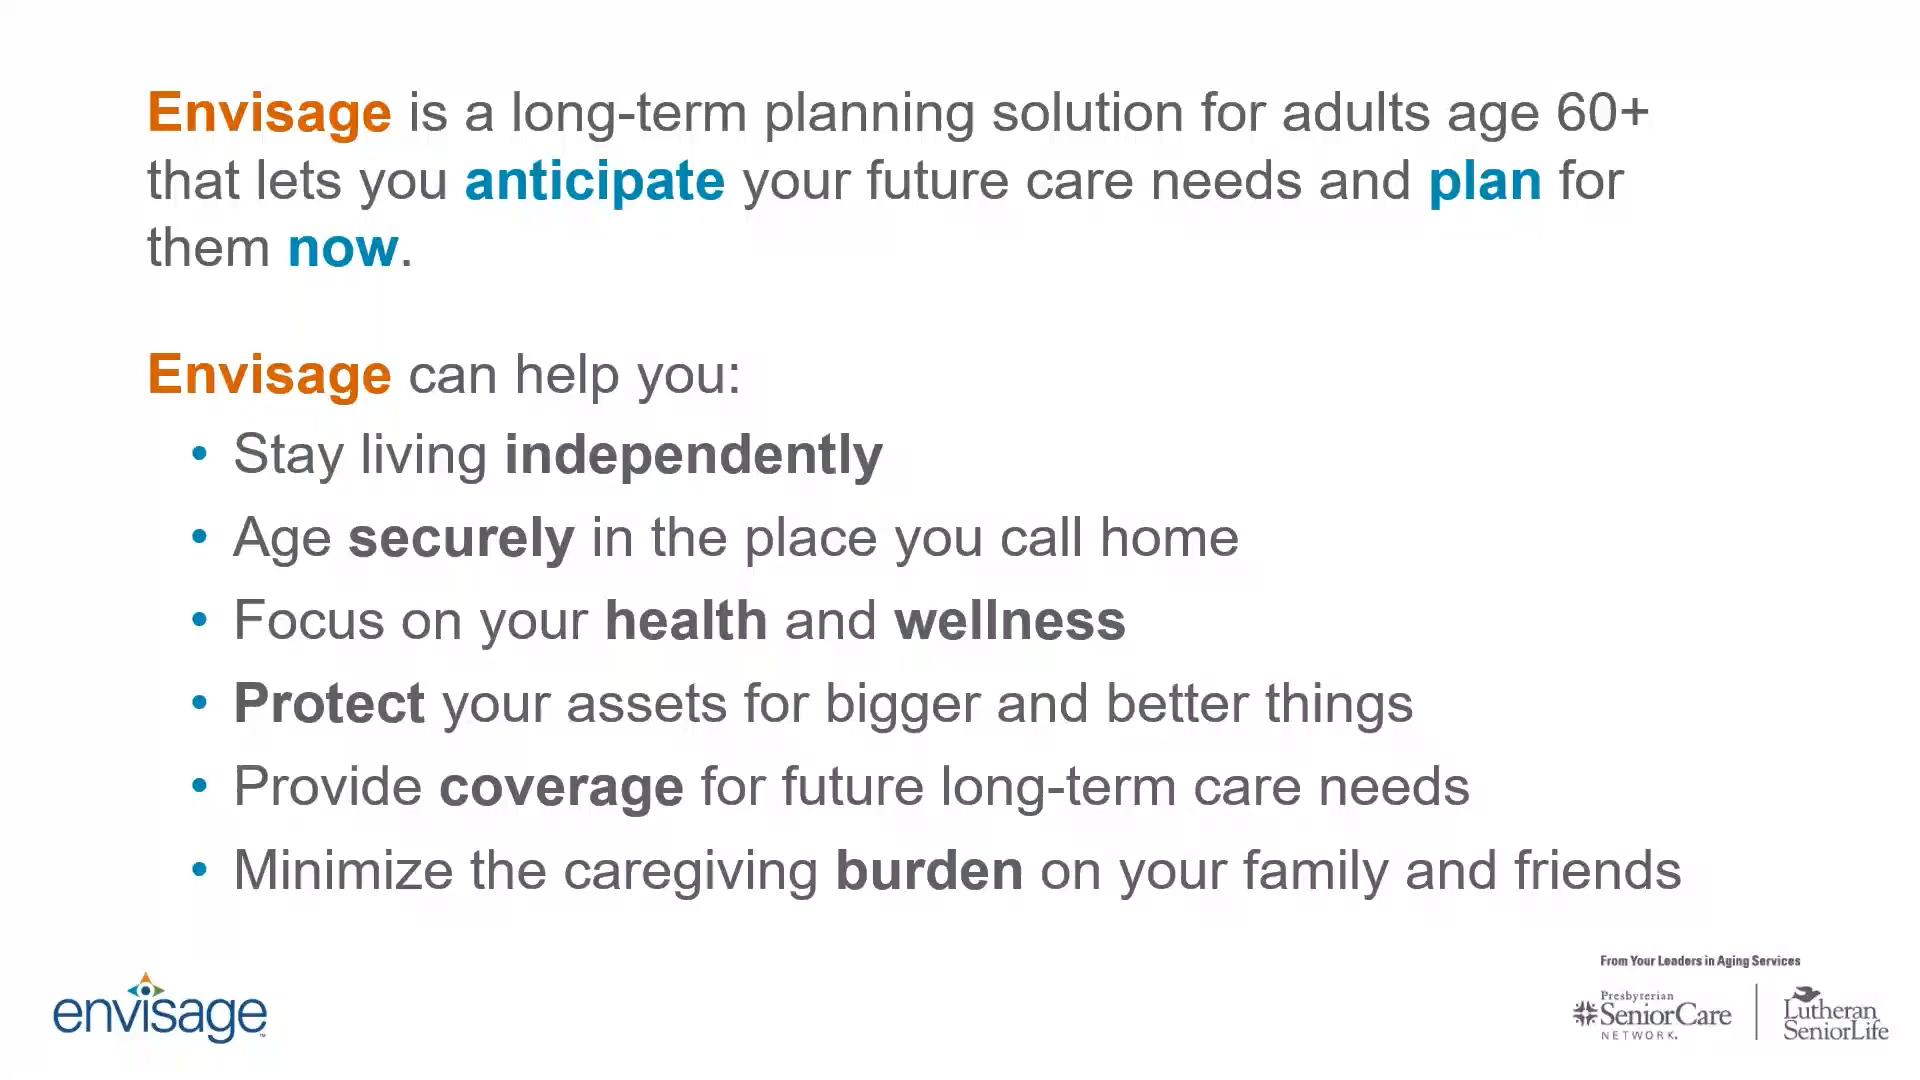 Envisage is a long-term planning solution for adults age 60+
that lets you anticipate your future care needs and plan for
them now.
Envisage can help you:
• Stay living independently
• Age securely in the place you call home
• Focus on your health and wellness
• Protect your assets for bigger and better things
• Provide coverage for future long-term care needs
• Minimize the caregiving burden on your family and friends
envisage
From Your Leaders in Aging Services
Presbyterian
SeniorCare
NETWORK.
Lutheran
SeniorLife